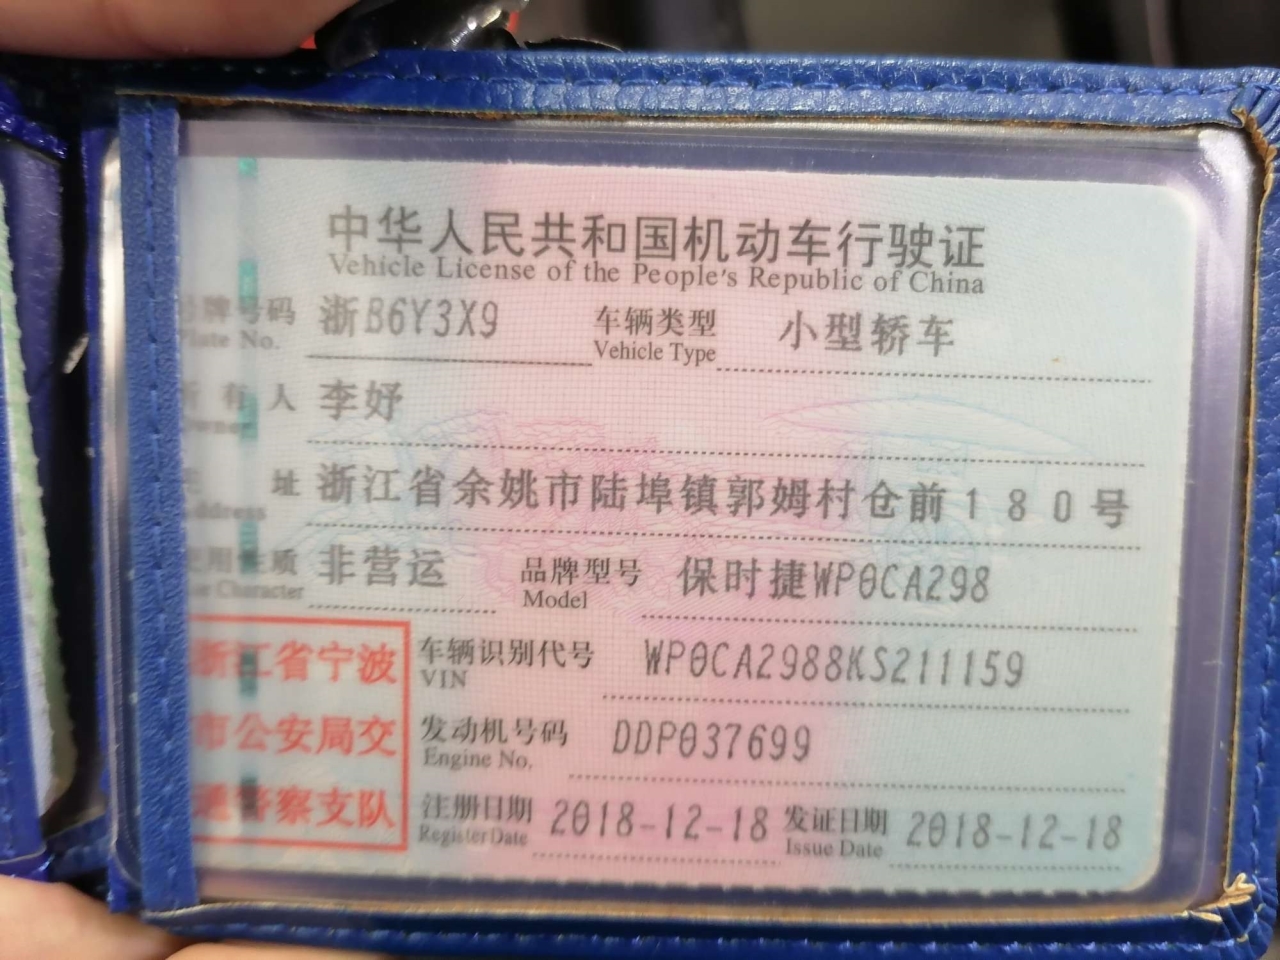 中华人民共和国机动车行驶证
Vehicle License of the People's Republic of China
号牌号码 浙B6Y3X9 车辆类型 小型轿车
Plate No. Vehicle Type
所有人 李妤
Owner
住址 浙江省余姚市陆埠镇郭姆村仓前180号
Address
使用性质 非营运 品牌型号 保时捷WP0CA298
Use Character Model
浙江省宁波
市公安局交
通警察支队
车辆识别代号 WP0CA2988KS211159
VIN
发动机号码 DDP037699
Engine No.
注册日期 2018-12-18 发证日期 2018-12-18
Register Date Issue Date